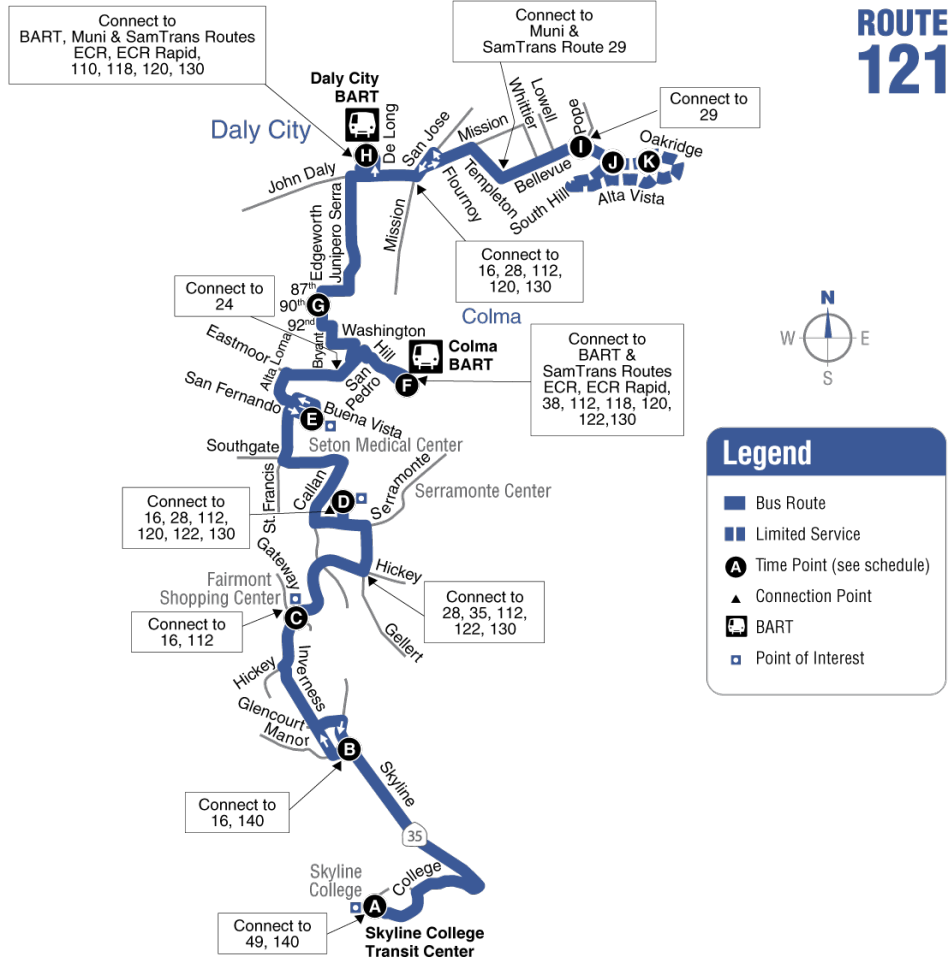 ROUTE
121
Connect to
BART, Muni & SamTrans Routes
ECR, ECR Rapid,
110, 118, 120, 130
Connect to
Muni &
SamTrans Route 29
Connect to
29
Daly City
BART
Daly City
De Long
San Jose
Mission
Whittier
Lowell
Pope
Oakridge
H
I
J
K
John Daly
Flournoy
Templeton
Bellevue
South Hill
Alta Vista
Mission
Edgeworth
Junipero Serra
Connect to
16, 28, 112,
120, 130
Connect to
24
87th
90th
G
92nd
Colma
Washington
Hill
Bryant
Eastmoor
Alta Loma
San
Pedro
Colma
BART
F
Connect to
BART &
SamTrans Routes
ECR, ECR Rapid,
38, 112, 118, 120,
122,130
N
W
E
S
San Fernando
E
Buena Vista
Seton Medical Center
Southgate
St. Francis
Callan
Serramonte
Serramonte Center
D
Connect to
16, 28, 112,
120, 122, 130
Gateway
Hickey
Fairmont
Shopping Center
C
Connect to
16, 112
Connect to
28, 35, 112,
122, 130
Gellert
Hickey
Inverness
Glencourt
Manor
B
Skyline
Connect to
16, 140
35
Skyline
College
College
A
Connect to
49, 140
Skyline College
Transit Center
Legend
Bus Route
Limited Service
A
Time Point (see schedule)
Connection Point
BART
Point of Interest